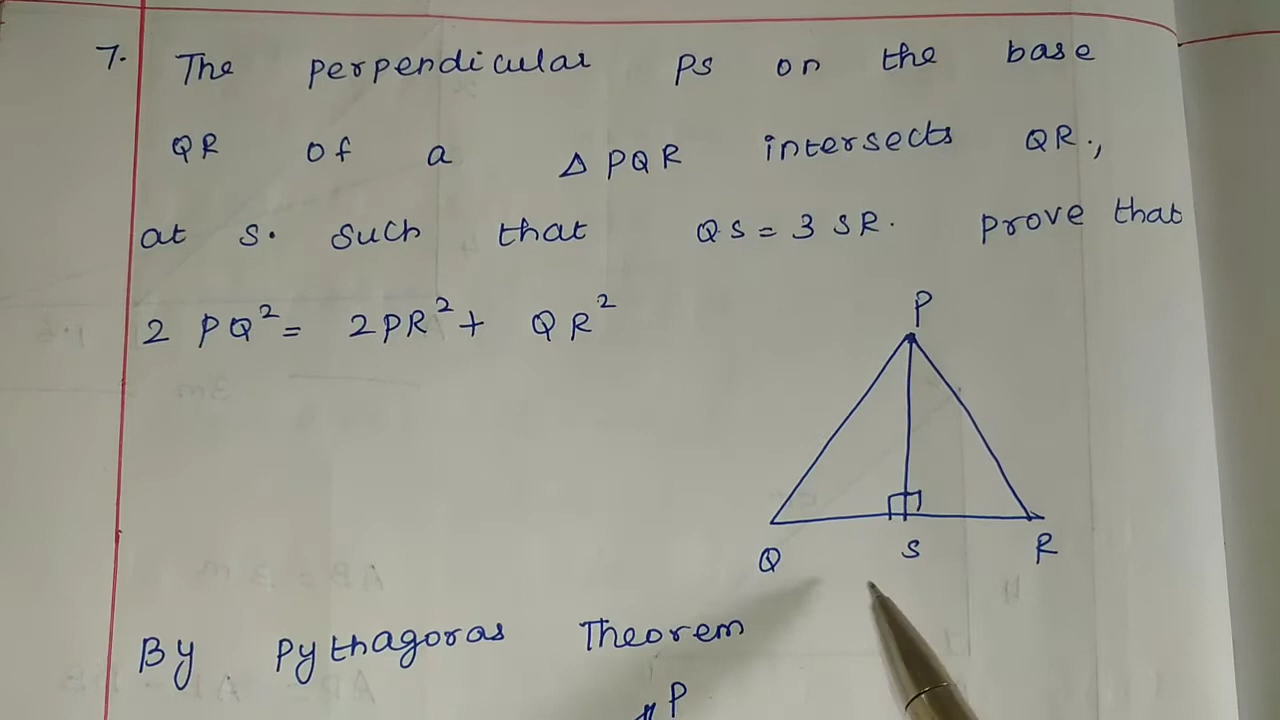 7. The perpendicular PS on the base
QR of a Δ PQR intersects QR.,
at S. such that QS = 3 SR. prove that
2 PQ² = 2PR² + QR²
P
Q S R
By Pythagoras Theorem
P